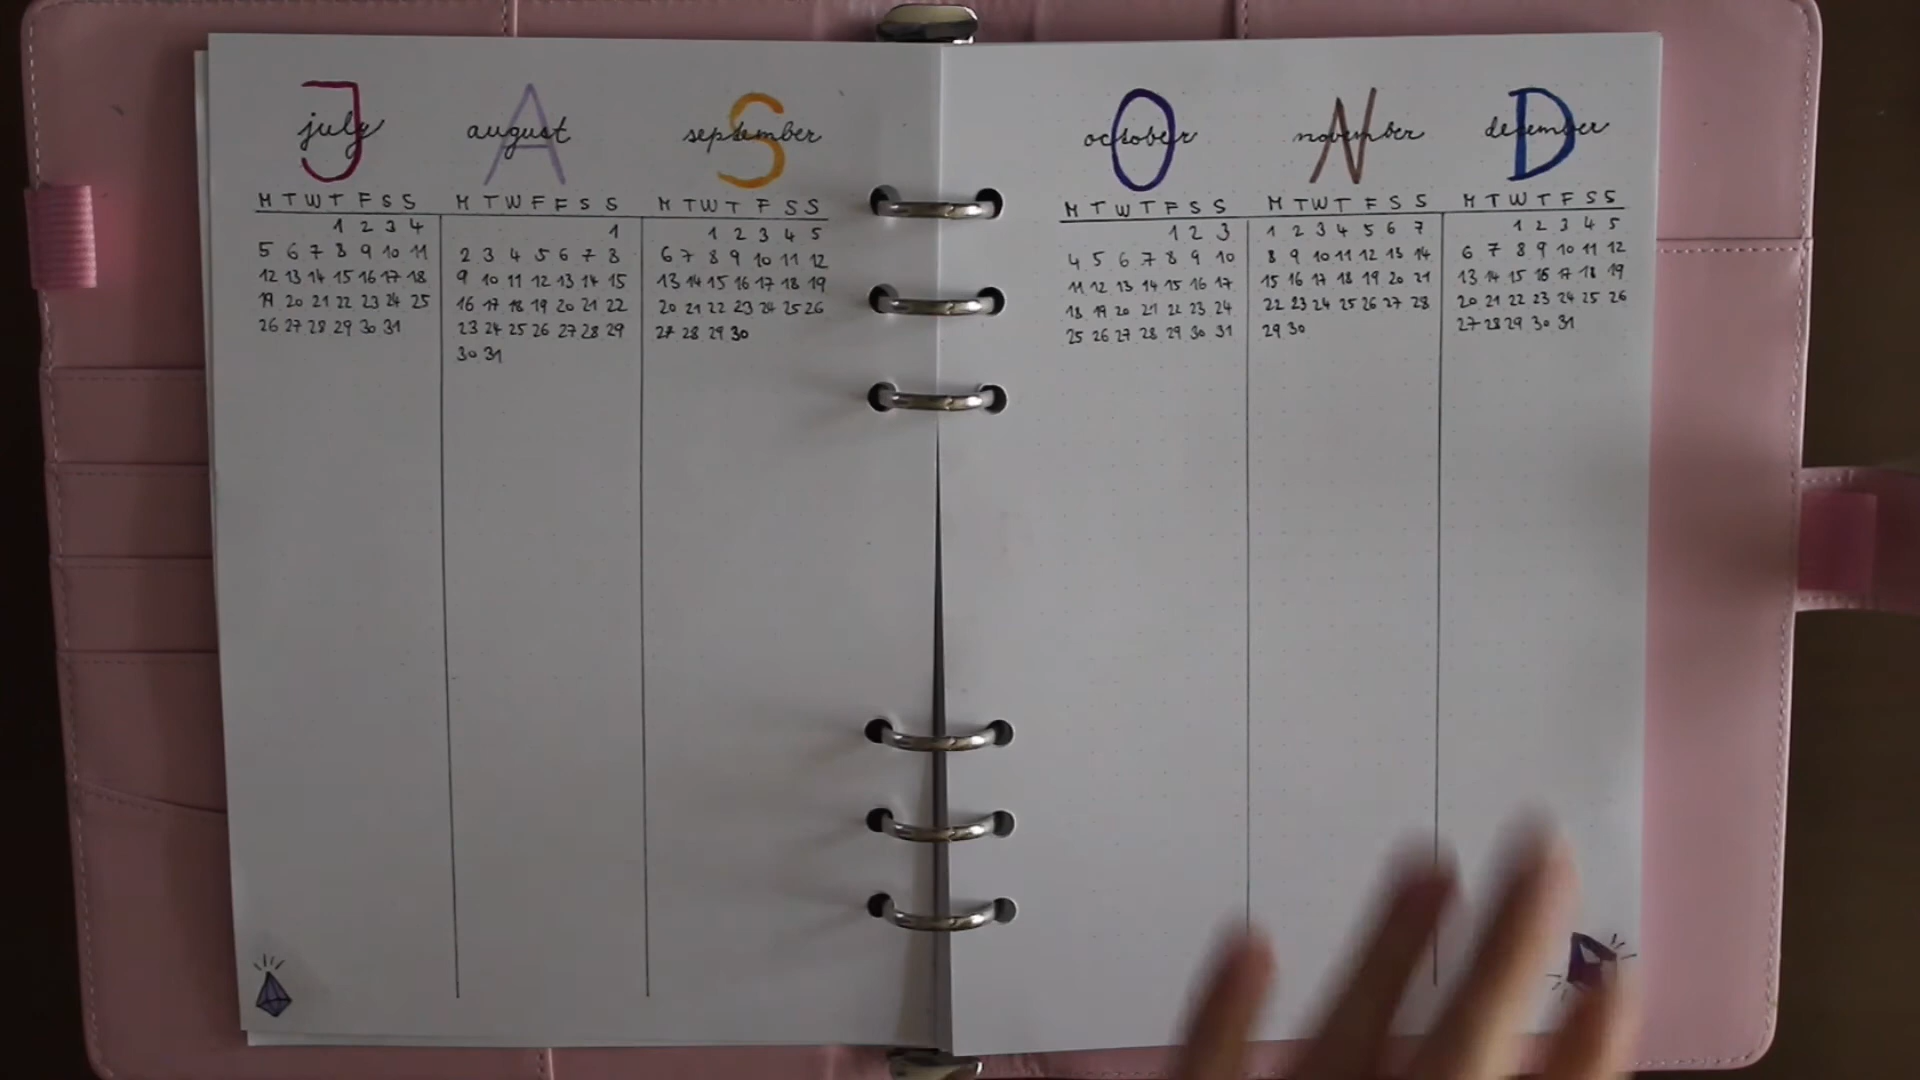 J
july
M T W T F S S
1 2 3 4
5 6 7 8 9 10 11
12 13 14 15 16 17 18
19 20 21 22 23 24 25
26 27 28 29 30 31
A
august
M T W F F S S
1
2 3 4 5 6 7 8
9 10 11 12 13 14 15
16 17 18 19 20 21 22
23 24 25 26 27 28 29
30 31
S
september
M T W T F S S
1 2 3 4 5
6 7 8 9 10 11 12
13 14 15 16 17 18 19
20 21 22 23 24 25 26
27 28 29 30
O
october
M T W T F S S
1 2 3
4 5 6 7 8 9 10
11 12 13 14 15 16 17
18 19 20 21 22 23 24
25 26 27 28 29 30 31
N
november
M T W T F S S
1 2 3 4 5 6 7
8 9 10 11 12 13 14
15 16 17 18 19 20 21
22 23 24 25 26 27 28
29 30
D
december
M T W T F S S
1 2 3 4 5
6 7 8 9 10 11 12
13 14 15 16 17 18 19
20 21 22 23 24 25 26
27 28 29 30 31